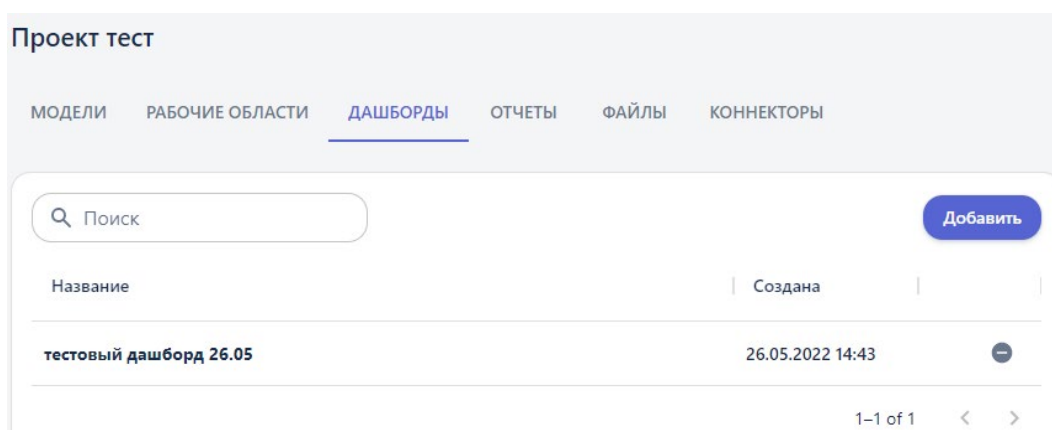 Проект тест
МОДЕЛИ РАБОЧИЕ ОБЛАСТИ ДАШБОРДЫ ОТЧЕТЫ ФАЙЛЫ КОННЕКТОРЫ
Поиск Добавить
Название Создана
тестовый дашборд 26.05 26.05.2022 14:43
1–1 of 1